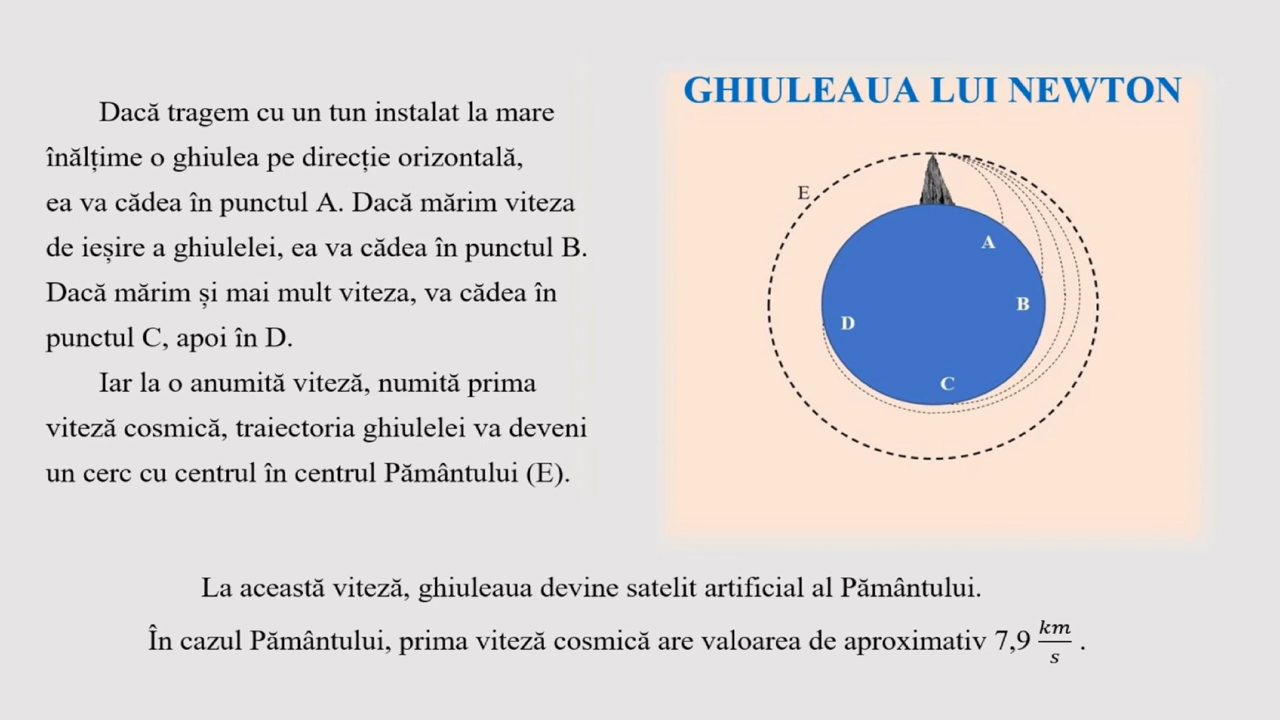 Dacă tragem cu un tun instalat la mare
înălțime o ghiulea pe direcție orizontală,
ea va cădea în punctul A. Dacă mărim viteza
de ieșire a ghiulelei, ea va cădea în punctul B.
Dacă mărim și mai mult viteza, va cădea în
punctul C, apoi în D.
Iar la o anumită viteză, numită prima
viteză cosmică, traiectoria ghiulelei va deveni
un cerc cu centrul în centrul Pământului (E).
GHIULEAUA LUI NEWTON
E
A
B
D
C
La această viteză, ghiuleaua devine satelit artificial al Pământului.
În cazul Pământului, prima viteză cosmică are valoarea de aproximativ 7,9 km/s .